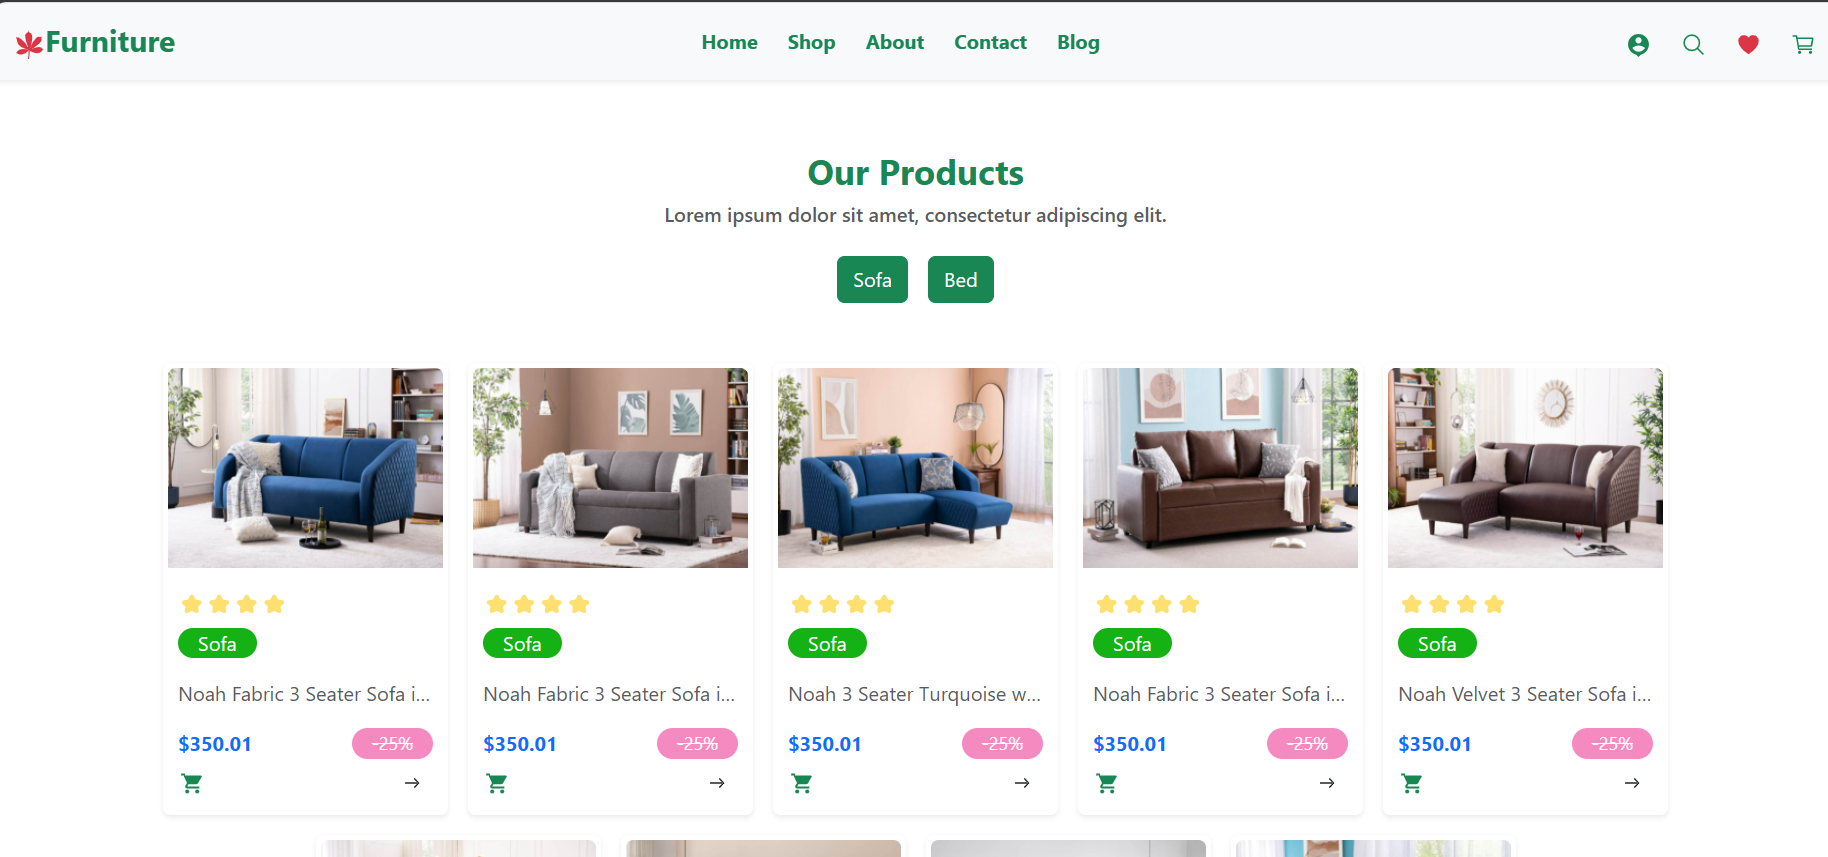 Furniture
Home Shop About Contact Blog
Our Products
Lorem ipsum dolor sit amet, consectetur adipiscing elit.
Sofa Bed
Sofa Sofa Sofa Sofa Sofa
Noah Fabric 3 Seater Sofa i... Noah Fabric 3 Seater Sofa i... Noah 3 Seater Turquoise w... Noah Fabric 3 Seater Sofa i... Noah Velvet 3 Seater Sofa i...
$350.01 -25% $350.01 -25% $350.01 -25% $350.01 -25% $350.01 -25%